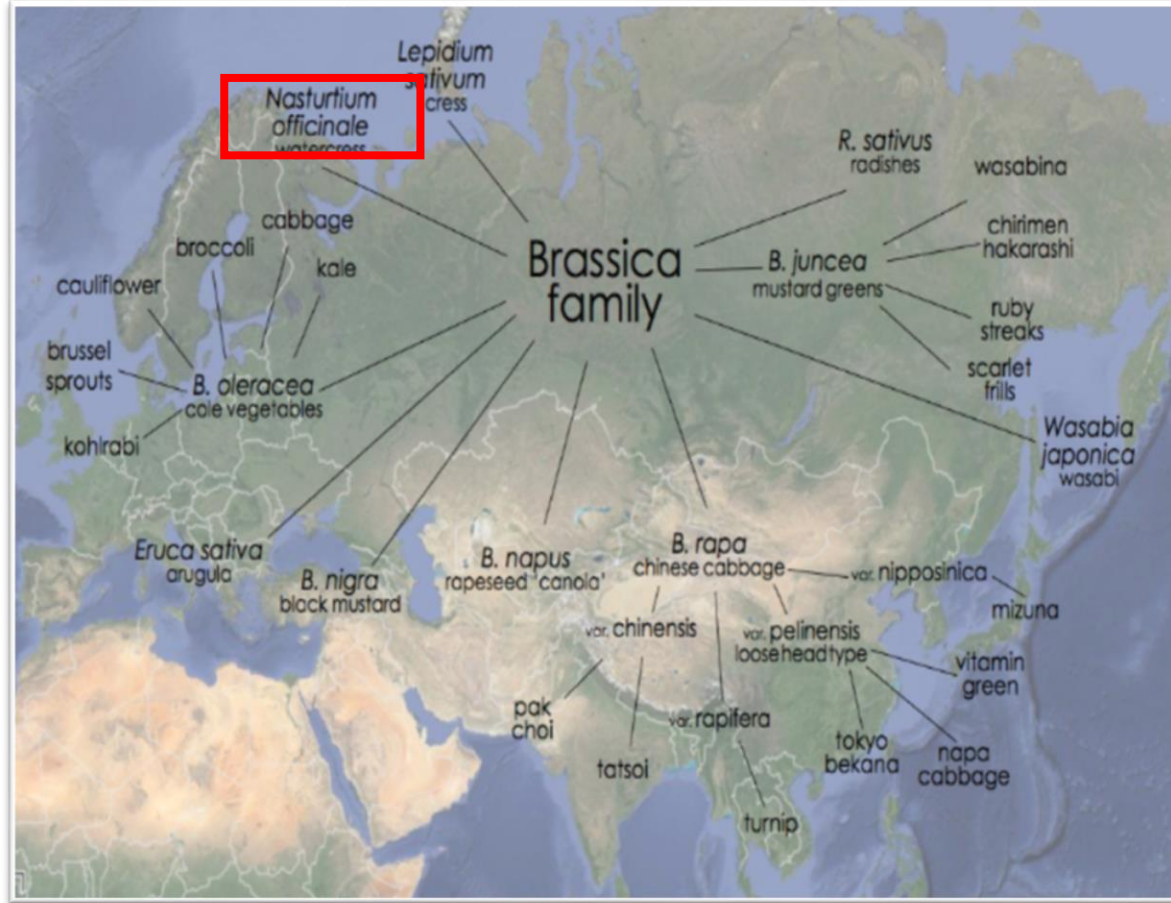 Lepidium
sativum
cress
Nasturtium
officinale
watercress
R. sativus
radishes
wasabina
cabbage
broccoli
kale
cauliflower
Brassica
family
B. juncea
mustard greens
chirimen
hakarashi
ruby
streaks
scarlet
frills
brussel
sprouts
B. oleracea
cole vegetables
kohlrabi
Wasabia
japonica
wasabi
Eruca sativa
arugula
B. nigra
black mustard
B. napus
rapeseed 'canola'
B. rapa
chinese cabbage
var. nipposinica
mizuna
var. chinensis
var. pelinensis
loose head type
vitamin
green
pak
choi
tatsoi
var. rapifera
turnip
tokyo
bekana
napa
cabbage